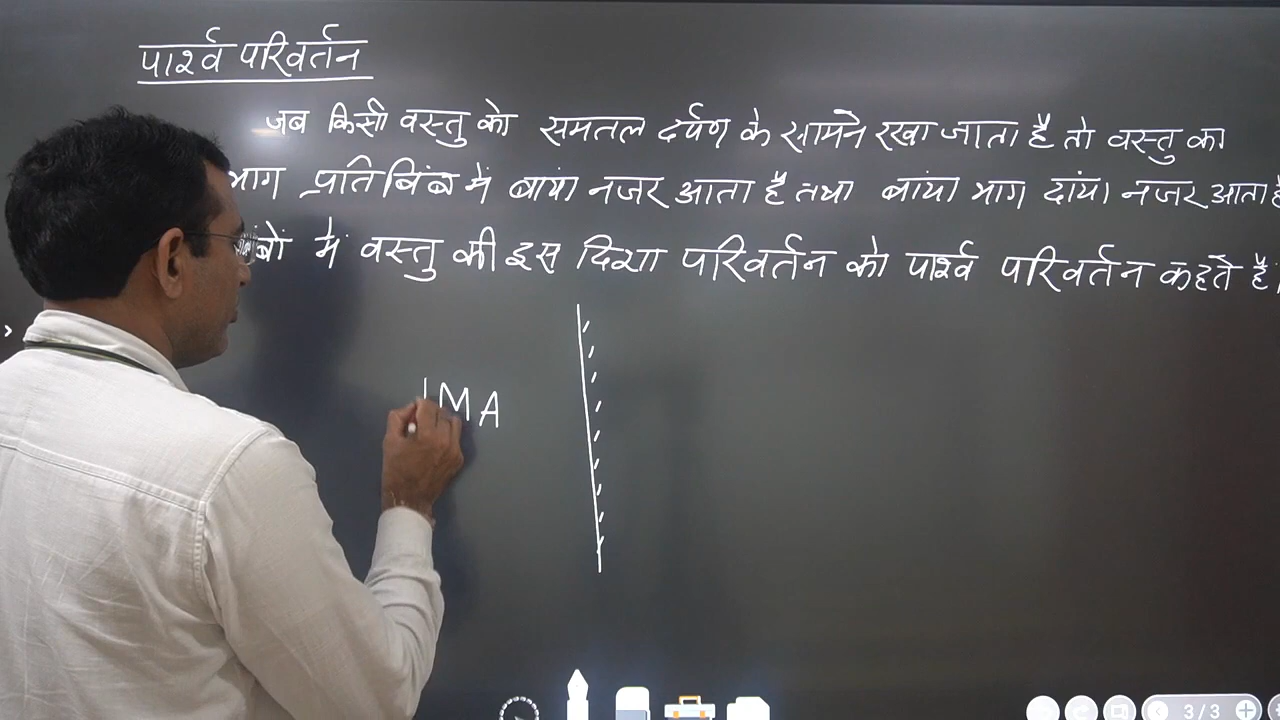 पार्श्व परिवर्तन
जब किसी वस्तु को समतल दर्पण के सामने रखा जाता है तो वस्तु का
भाग प्रतिबिंब में बायां नजर आता है तथा बांया भाग दांया नजर आता है
में वस्तु की इस दिशा परिवर्तन को पार्श्व परिवर्तन कहते हैं।
MA
3/3